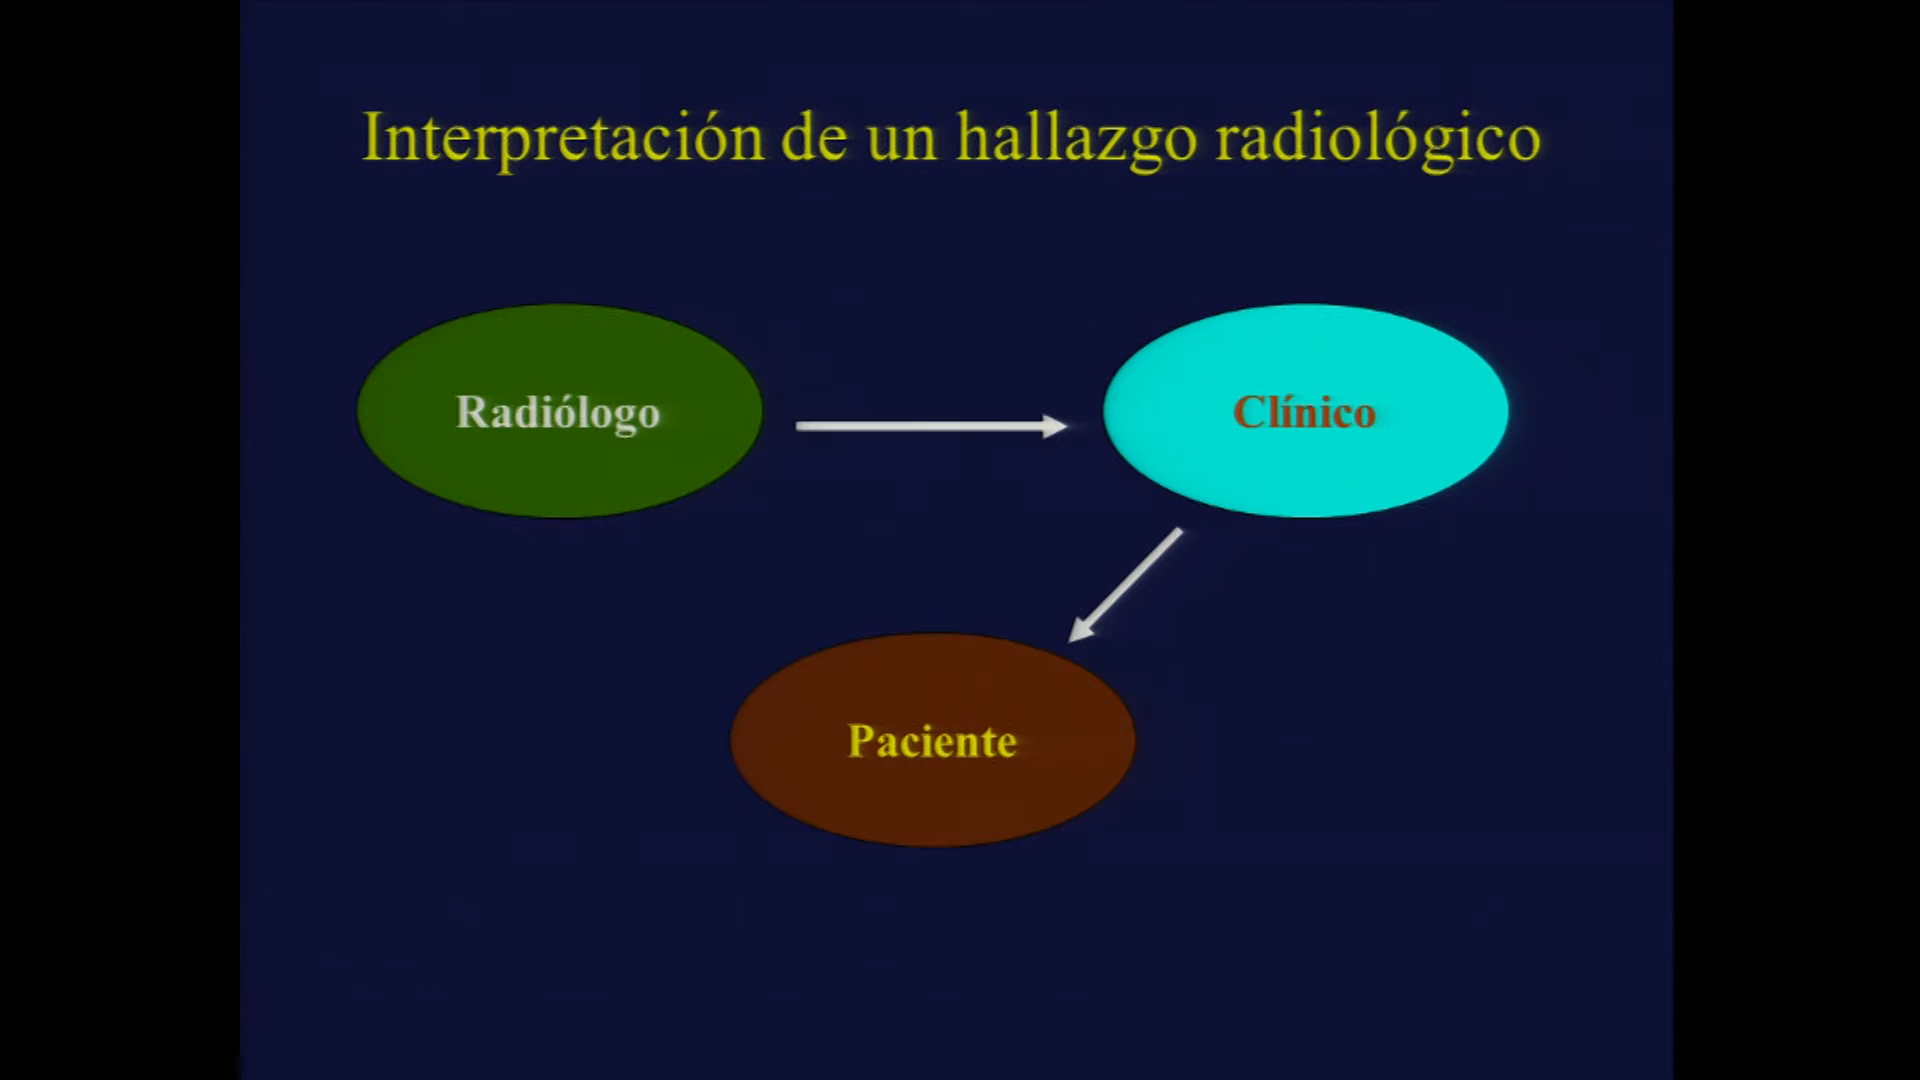 Interpretación de un hallazgo radiológico
Radiólogo
Clínico
Paciente